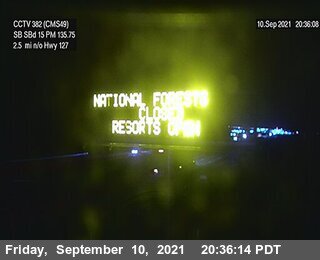 CCTV 382 (CMS49)
10.Sep 2021 20:36:08
SB SBd 15 PM 135.75
2.5 mi n/o Hwy 127
NATIONAL FORESTS
CLOSED
RESORTS OPEN
Friday, September 10, 2021 20:36:14 PDT